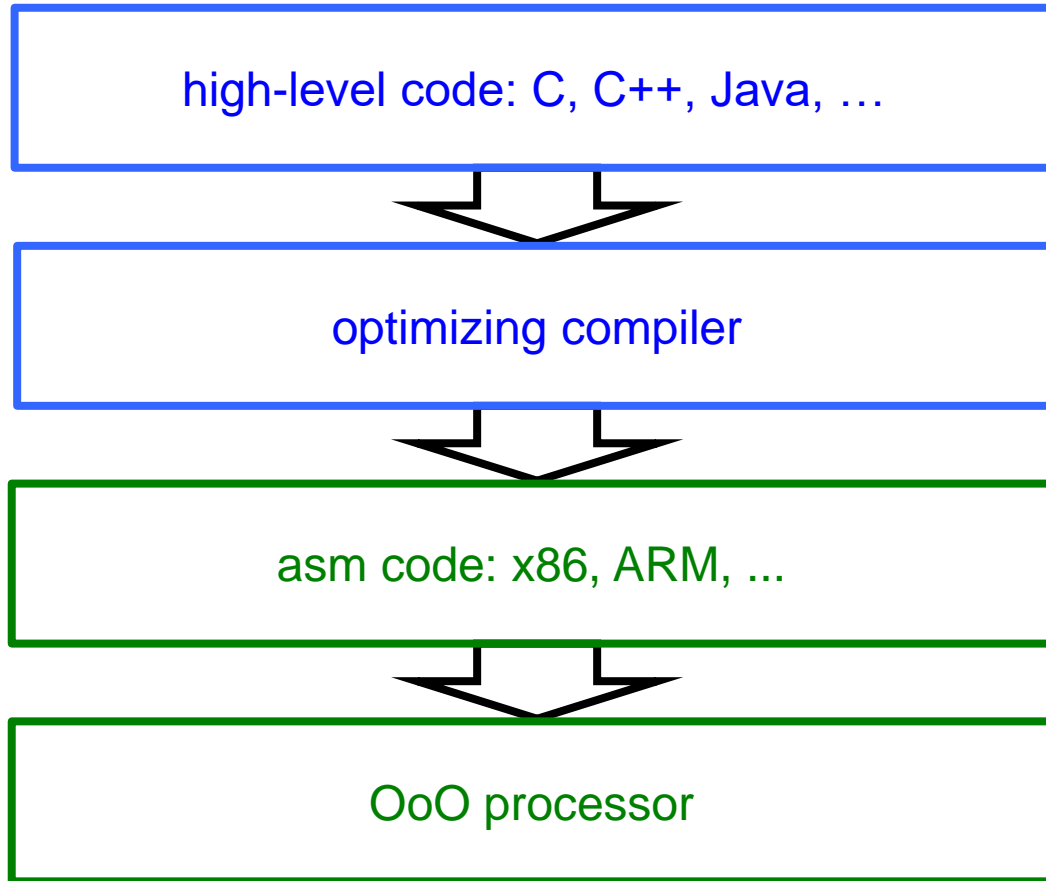 high-level code: C, C++, Java, …
optimizing compiler
asm code: x86, ARM, ...
OoO processor